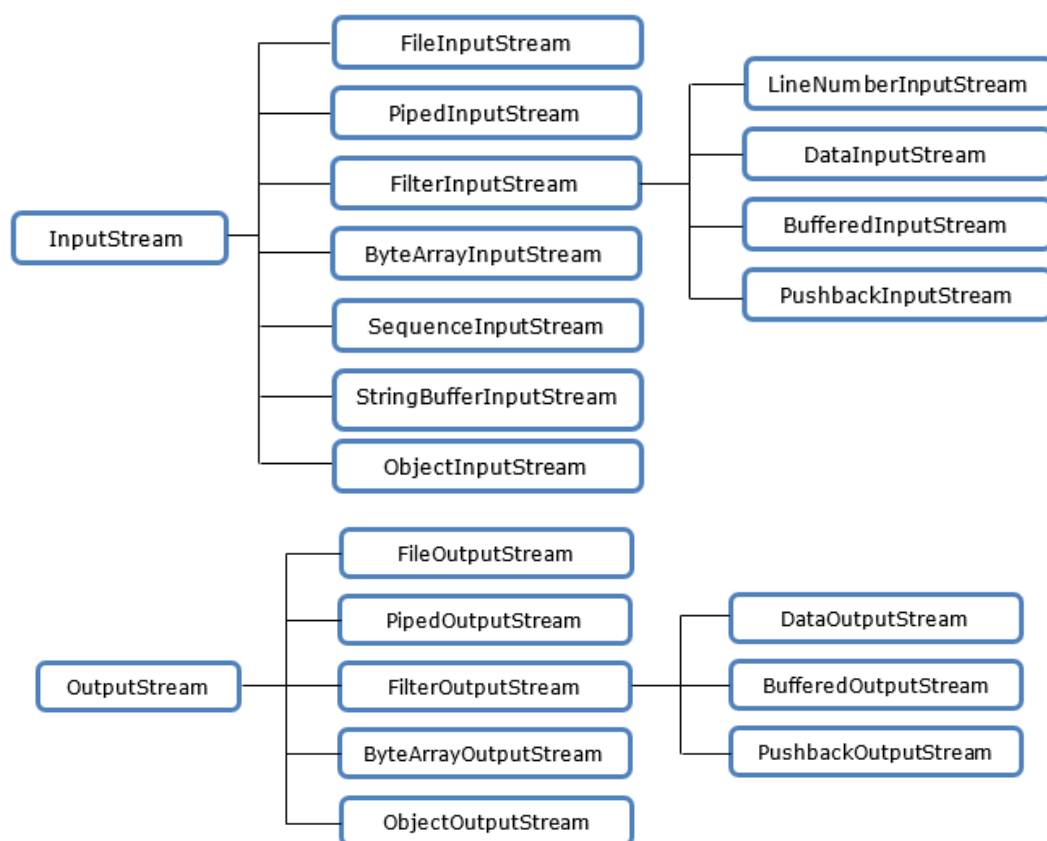 FileInputStream
PipedInputStream
FilterInputStream
InputStream
ByteArrayInputStream
SequenceInputStream
StringBufferInputStream
ObjectInputStream
LineNumberInputStream
DataInputStream
BufferedInputStream
PushbackInputStream
FileOutputStream
PipedOutputStream
FilterOutputStream
OutputStream
ByteArrayOutputStream
ObjectOutputStream
DataOutputStream
BufferedOutputStream
PushbackOutputStream